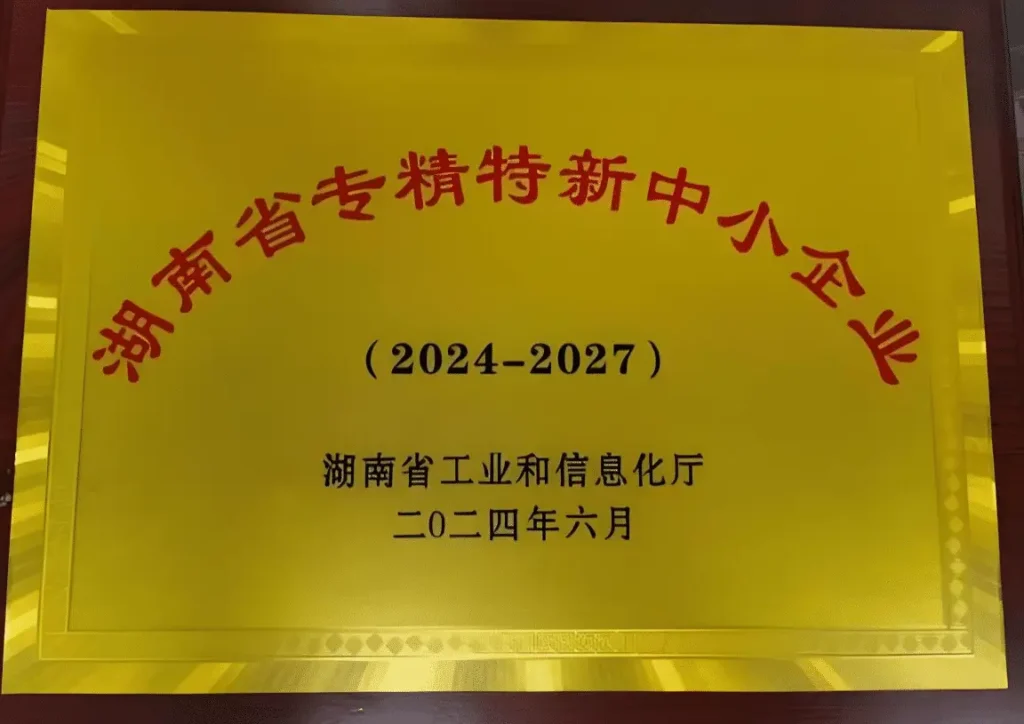 湖南省专精特新中小企业
（2024-2027）
湖南省工业和信息化厅
二0二四年六月